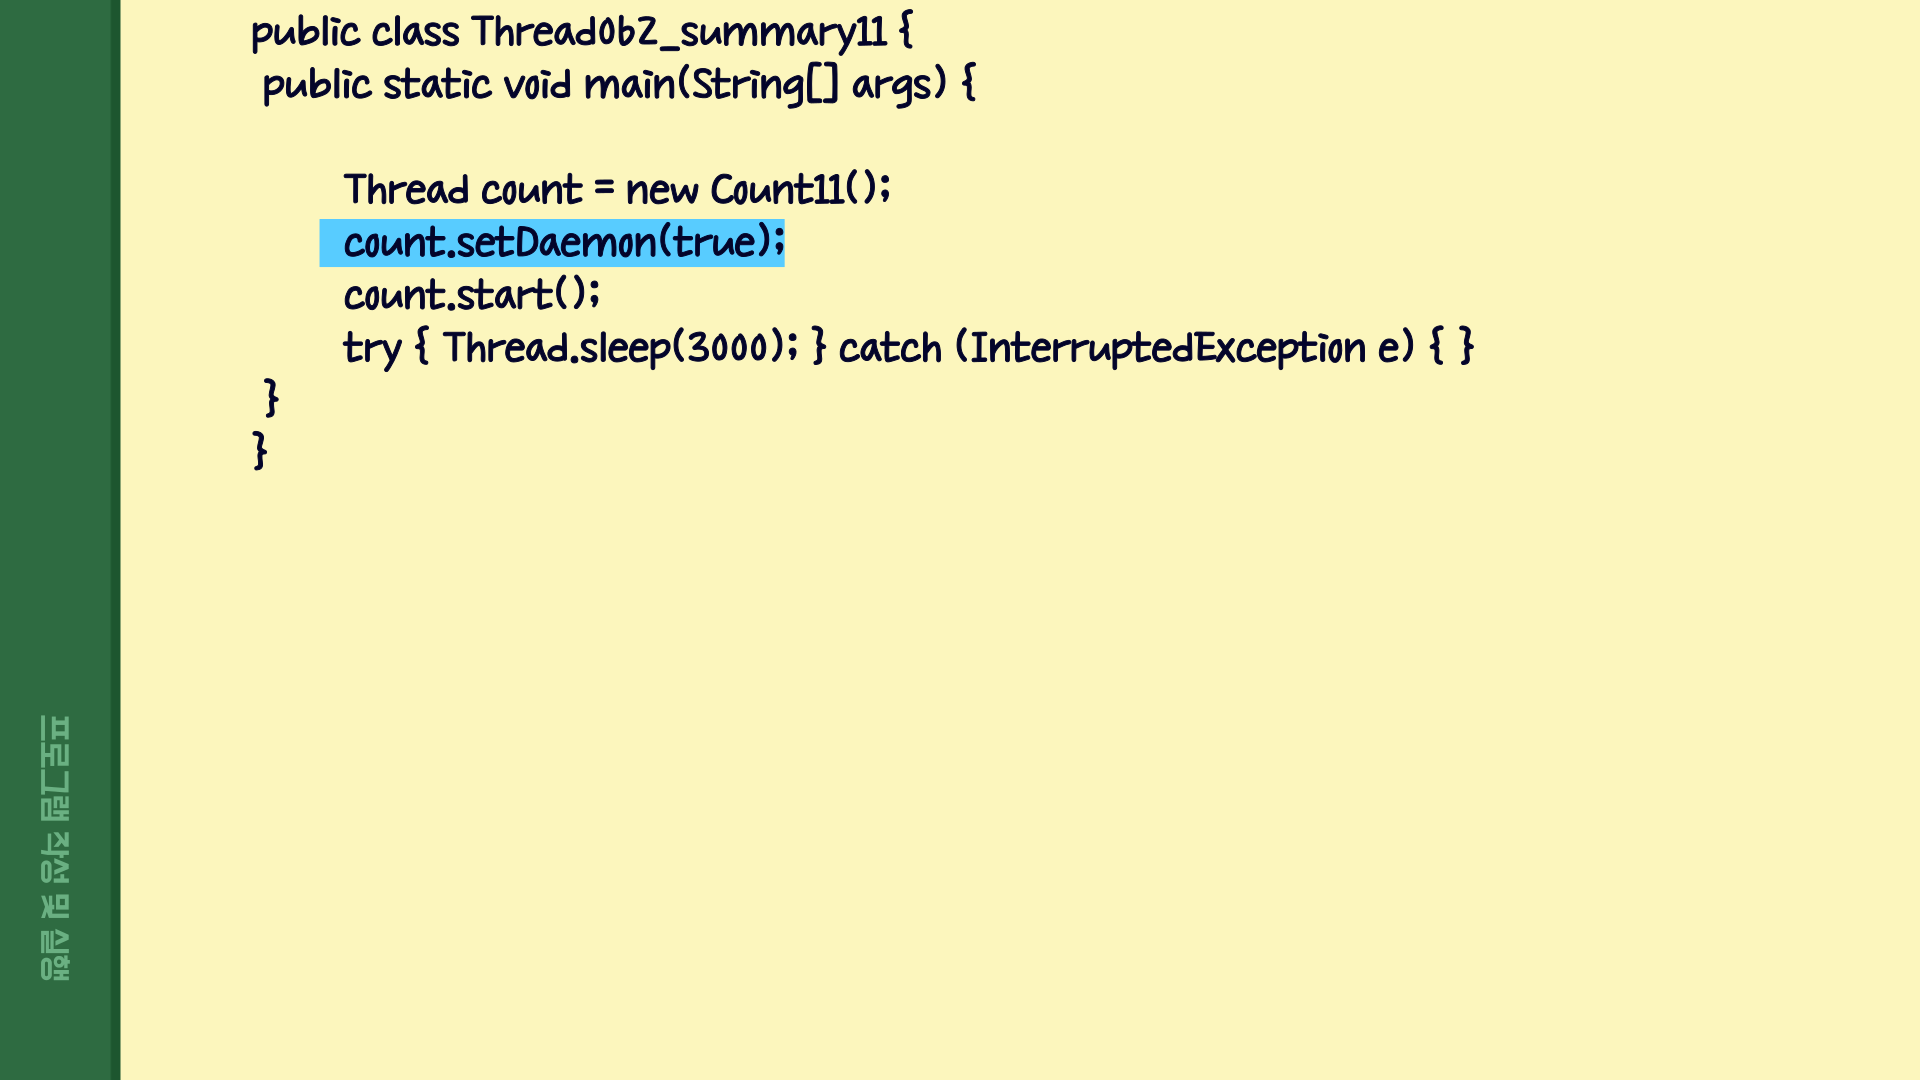 public class Thread0b2_summary11 {
public static void main(String[] args) {
Thread count = new Count11();
count.setDaemon(true);
count.start();
try { Thread.sleep(3000); } catch (InterruptedException e) { }
}
}
프로그램 작성 및 실행